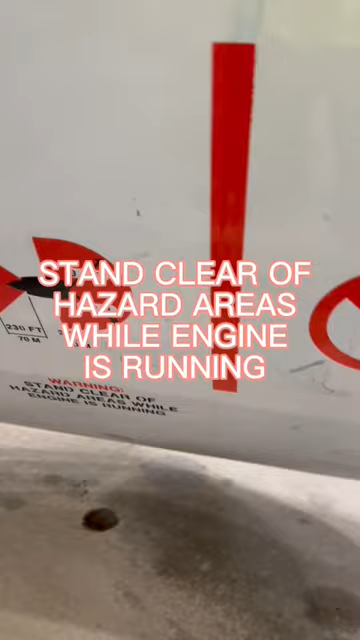 STAND CLEAR OF
HAZARD AREAS
WHILE ENGINE
IS RUNNING
230 FT
70 M
WARNING:
STAND CLEAR OF
HAZARD AREAS WHILE
ENGINE IS RUNNING